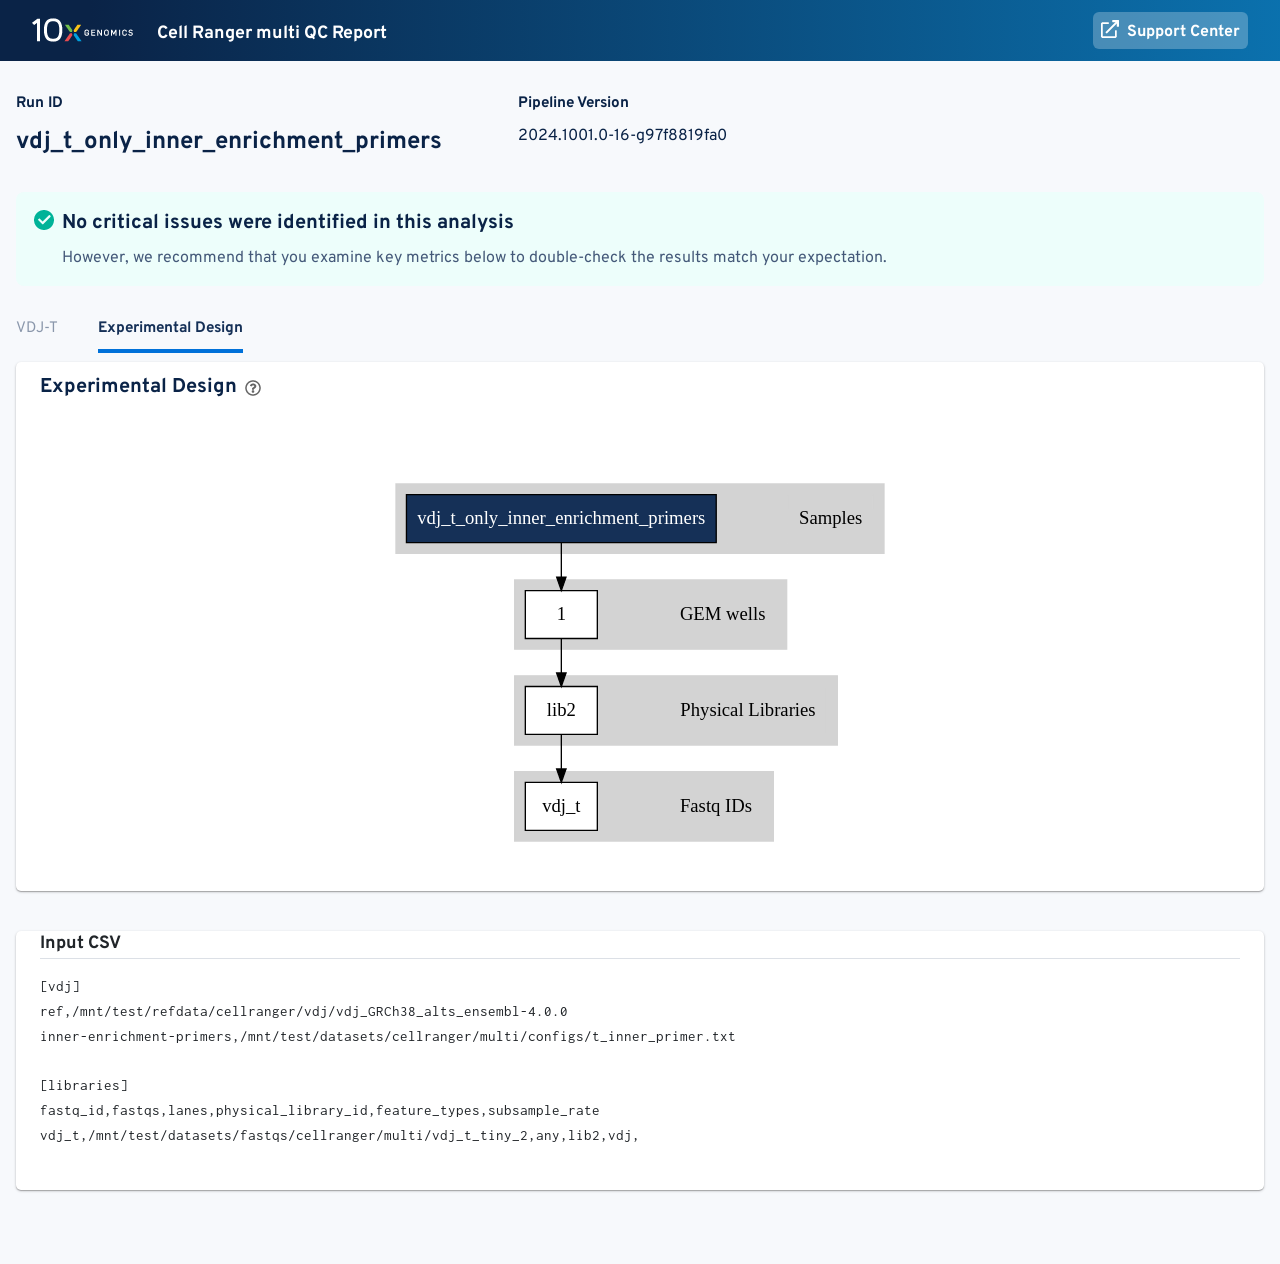 10x GENOMICS
Cell Ranger multi QC Report
Support Center
Run ID
Pipeline Version
vdj_t_only_inner_enrichment_primers
2024.1001.0-16-g97f8819fa0
No critical issues were identified in this analysis
However, we recommend that you examine key metrics below to double-check the results match your expectation.
VDJ-T
Experimental Design
Experimental Design ?
vdj_t_only_inner_enrichment_primers
Samples
1
GEM wells
lib2
Physical Libraries
vdj_t
Fastq IDs
Input CSV
[vdj]
ref,/mnt/test/refdata/cellranger/vdj/vdj_GRCh38_alts_ensembl-4.0.0
inner-enrichment-primers,/mnt/test/datasets/cellranger/multi/configs/t_inner_primer.txt
[libraries]
fastq_id,fastqs,lanes,physical_library_id,feature_types,subsample_rate
vdj_t,/mnt/test/datasets/fastqs/cellranger/multi/vdj_t_tiny_2,any,lib2,vdj,